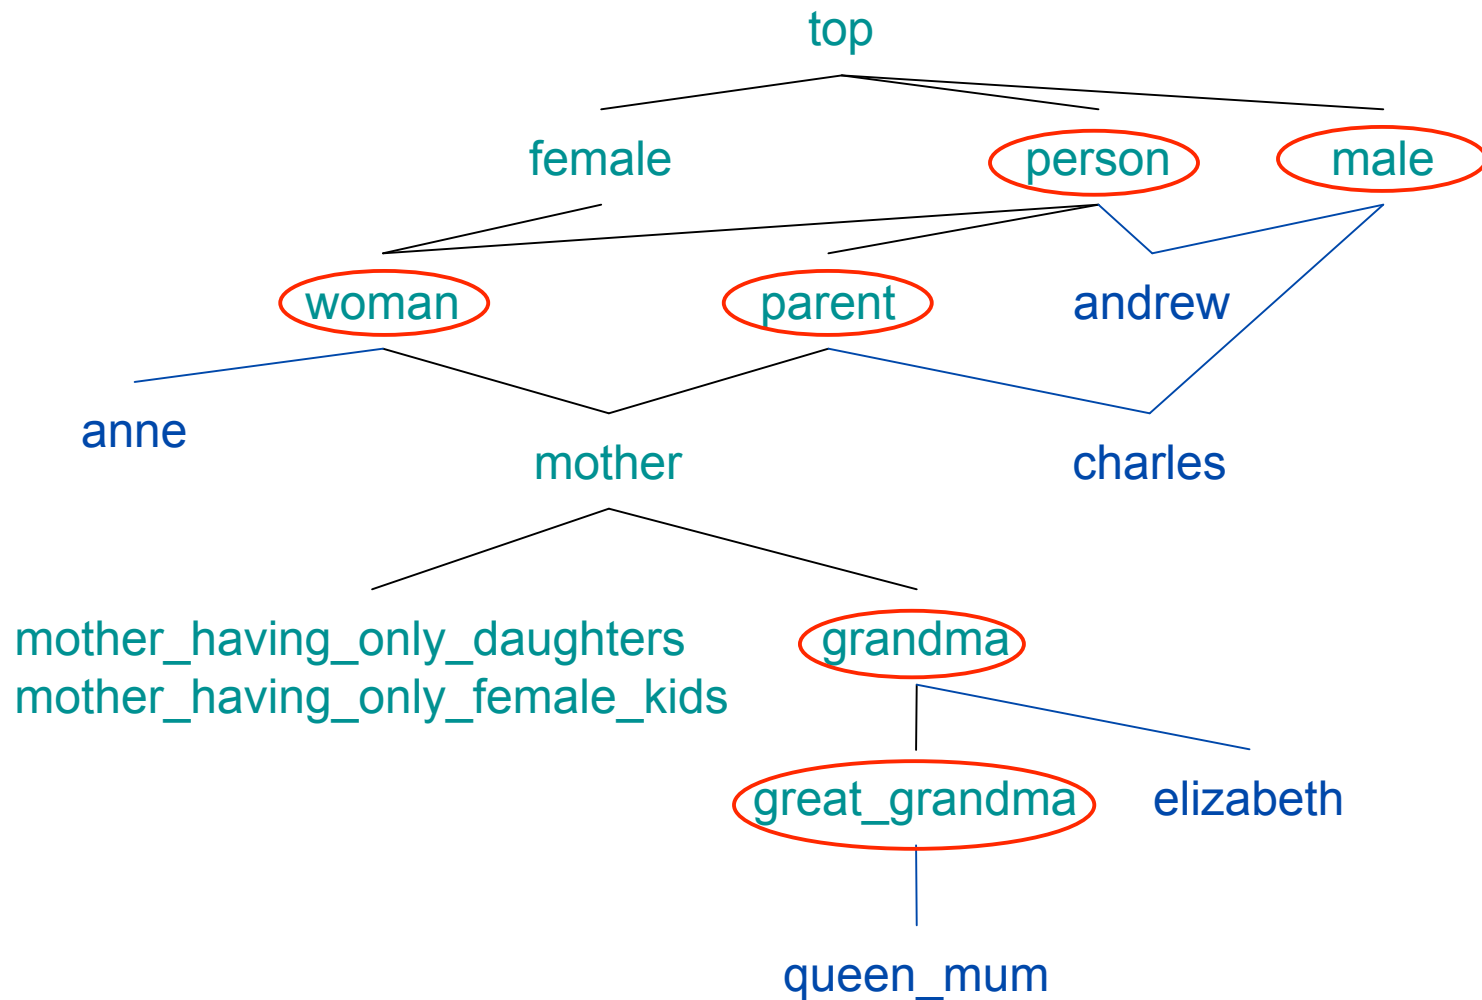 top
female person male
woman parent andrew
anne
mother charles
mother_having_only_daughters grandma
mother_having_only_female_kids
great_grandma elizabeth
queen_mum